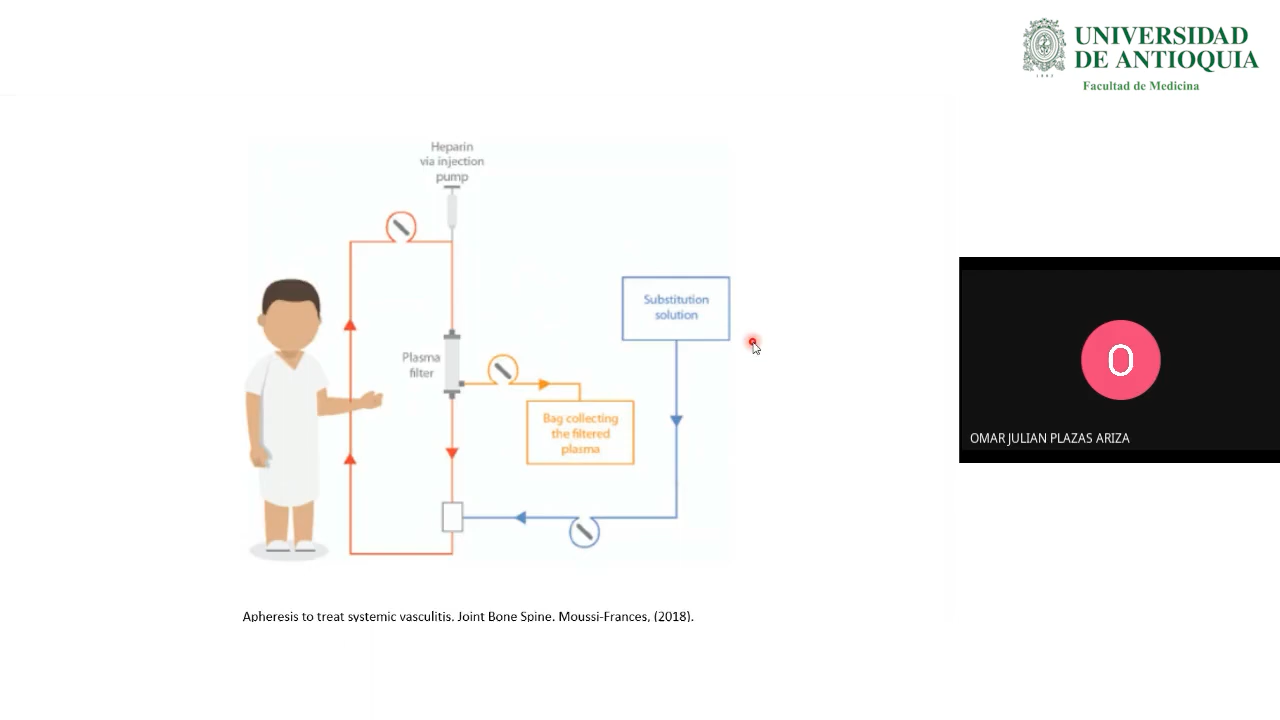 UNIVERSIDAD
DE ANTIOQUIA
1803
Facultad de Medicina
Heparin
via injection
pump
Substitution
solution
Plasma
filter
Bag collecting
the filtered
plasma
O
OMAR JULIAN PLAZAS ARIZA
Apheresis to treat systemic vasculitis. Joint Bone Spine. Moussi-Frances, (2018).